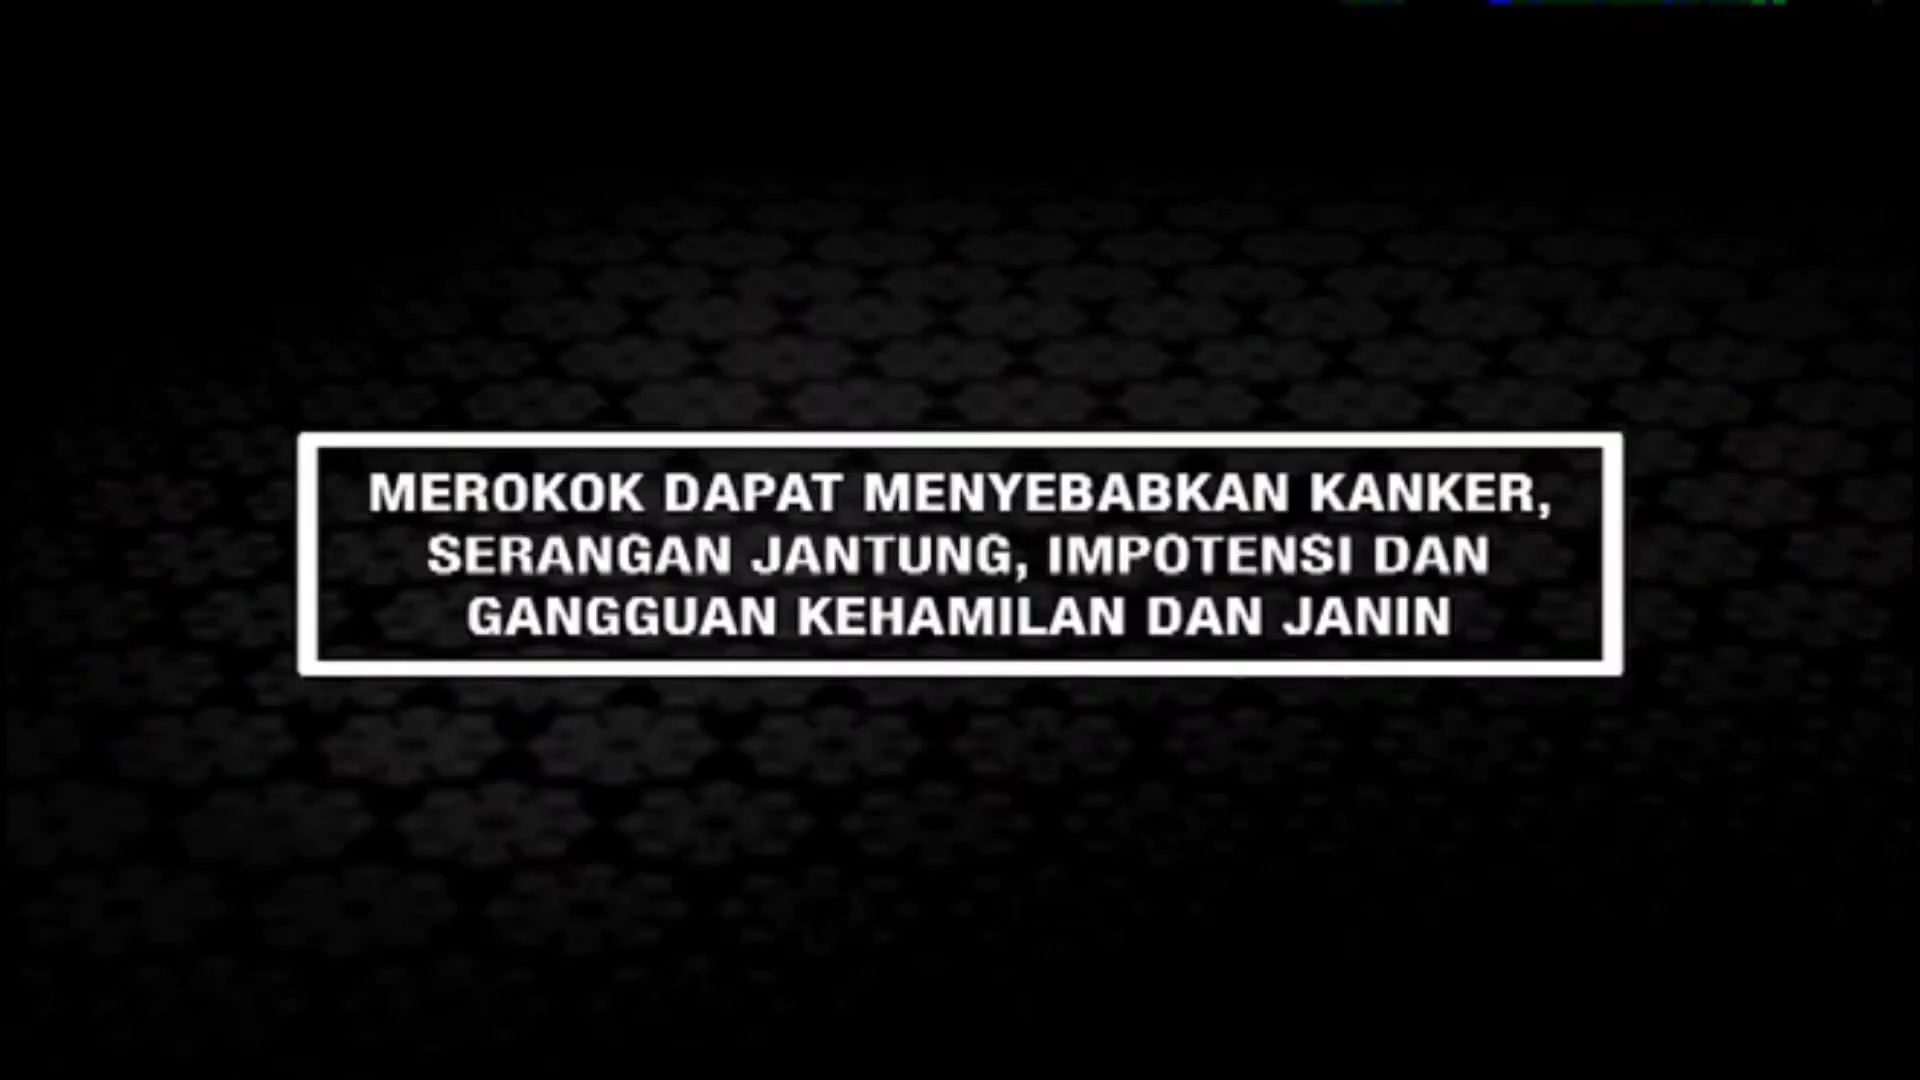 MEROKOK DAPAT MENYEBABKAN KANKER,
SERANGAN JANTUNG, IMPOTENSI DAN
GANGGUAN KEHAMILAN DAN JANIN